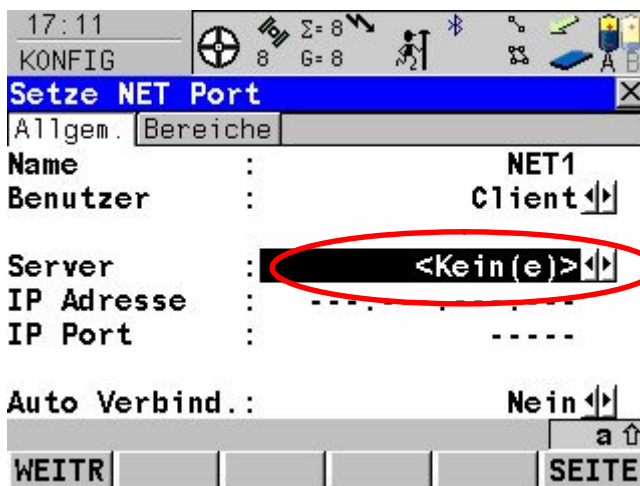 17:11
KONFIG
8
Σ= 8
G= 8
A B
Setze NET Port
Allgem. Bereiche
Name : NET1
Benutzer : Client
Server : <Kein(e)>
IP Adresse : ---.---.---.---
IP Port : -----
Auto Verbind.: Nein
a
WEITR SEITE